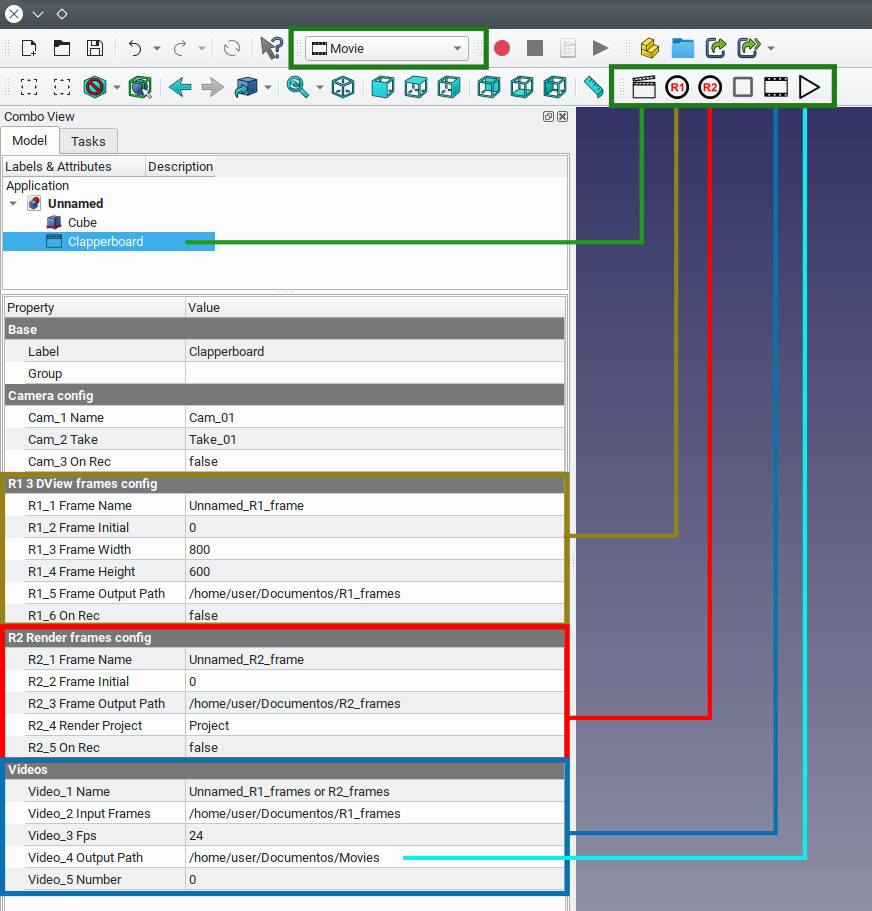 Movie
R1 R2
Combo View
Model Tasks
Labels & Attributes Description
Application
Unnamed
Cube
Clapperboard
Property Value
Base
Label Clapperboard
Group
Camera config
Cam_1 Name Cam_01
Cam_2 Take Take_01
Cam_3 On Rec false
R1 3 DView frames config
R1_1 Frame Name Unnamed_R1_frame
R1_2 Frame Initial 0
R1_3 Frame Width 800
R1_4 Frame Height 600
R1_5 Frame Output Path /home/user/Documentos/R1_frames
R1_6 On Rec false
R2 Render frames config
R2_1 Frame Name Unnamed_R2_frame
R2_2 Frame Initial 0
R2_3 Frame Output Path /home/user/Documentos/R2_frames
R2_4 Render Project Project
R2_5 On Rec false
Videos
Video_1 Name Unnamed_R1_frames or R2_frames
Video_2 Input Frames /home/user/Documentos/R1_frames
Video_3 Fps 24
Video_4 Output Path /home/user/Documentos/Movies
Video_5 Number 0